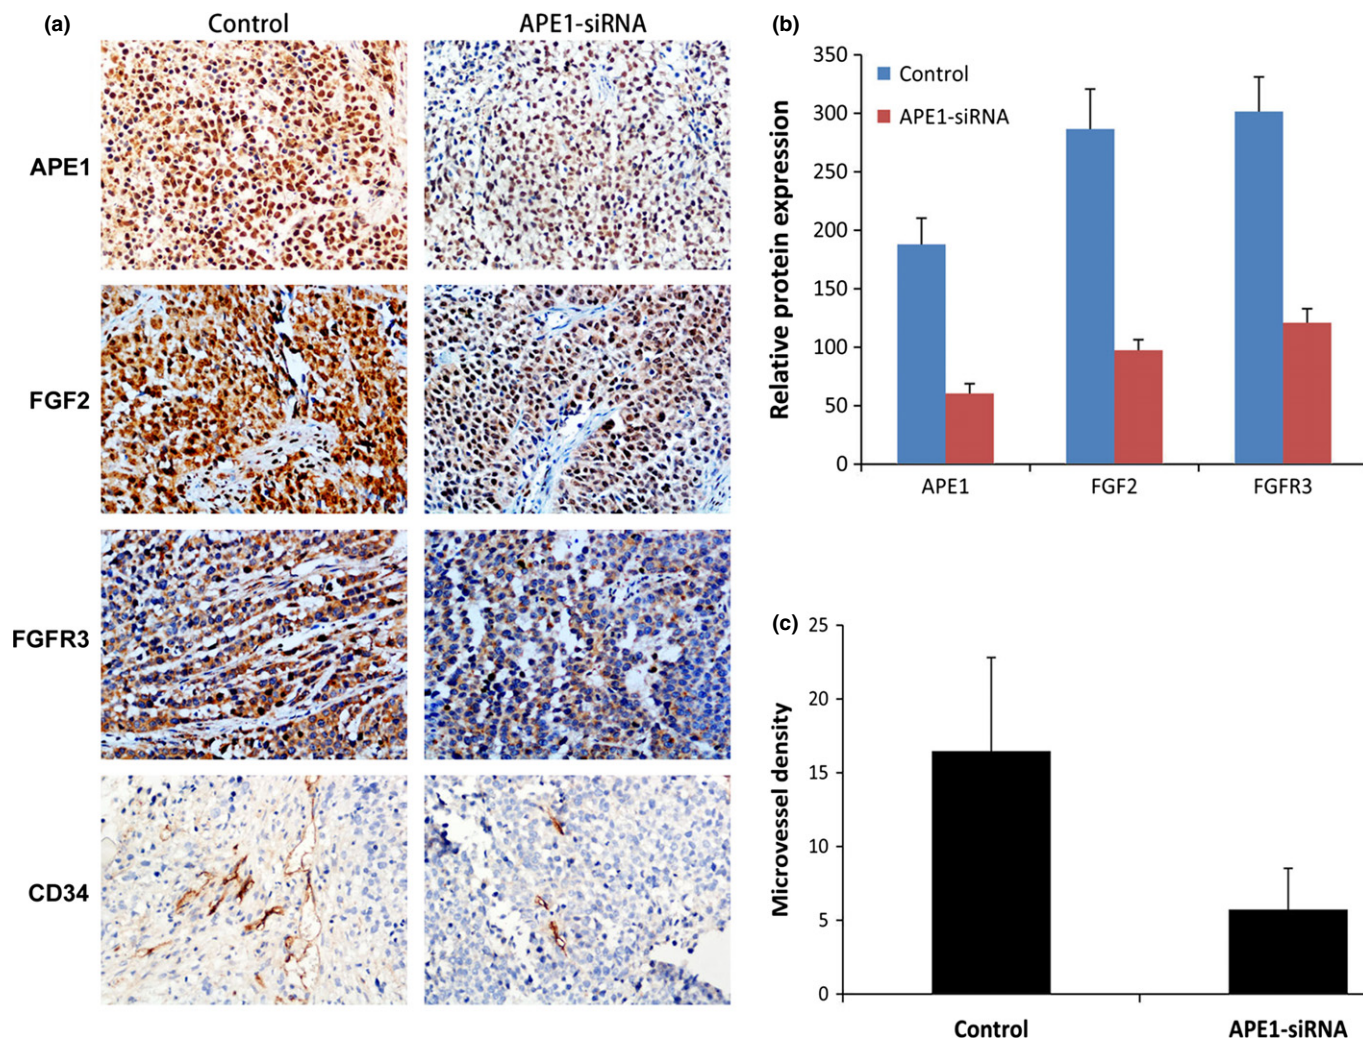 (a)
Control
APE1-siRNA
APE1
FGF2
FGFR3
CD34
(b)
Relative protein expression
350
300
250
200
150
100
50
0
Control
APE1-siRNA
APE1
FGF2
FGFR3
(c)
Microvessel density
25
20
15
10
5
0
Control
APE1-siRNA